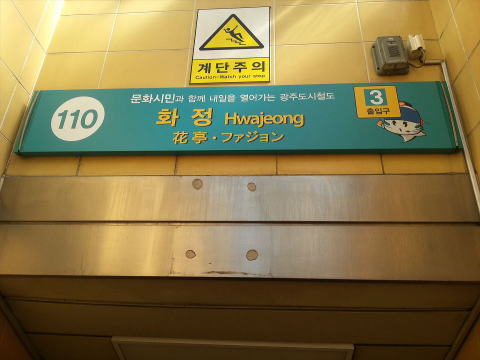 계단주의
Caution-Watch your step
110
문화시민과 함께 내일을 열어가는 광주도시철도
화정 Hwajeong
花亭・ファジョン
3
출입구